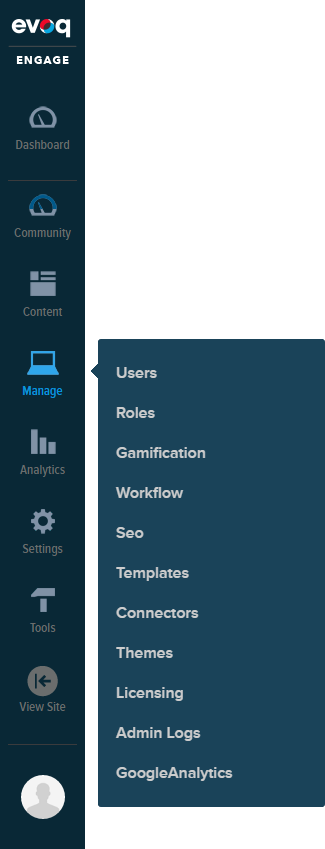 evoq
ENGAGE
Dashboard
Community
Content
Manage
Analytics
Settings
Tools
View Site
Users
Roles
Gamification
Workflow
Seo
Templates
Connectors
Themes
Licensing
Admin Logs
GoogleAnalytics